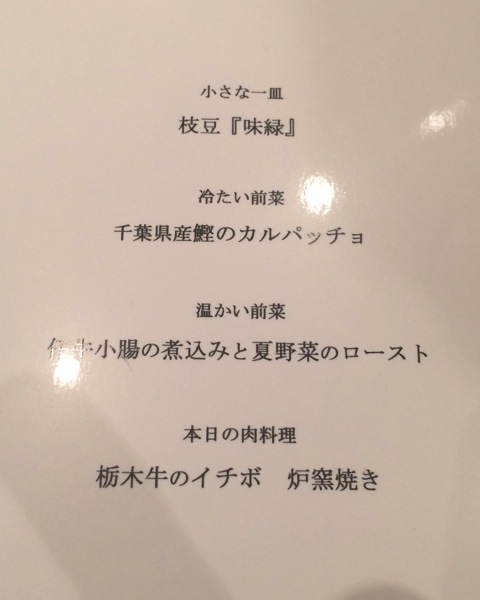 小さな一皿
枝豆『味緑』
冷たい前菜
千葉県産鰹のカルパッチョ
温かい前菜
小腸の煮込みと夏野菜のロースト
本日の肉料理
栃木牛のイチボ 炉窯焼き